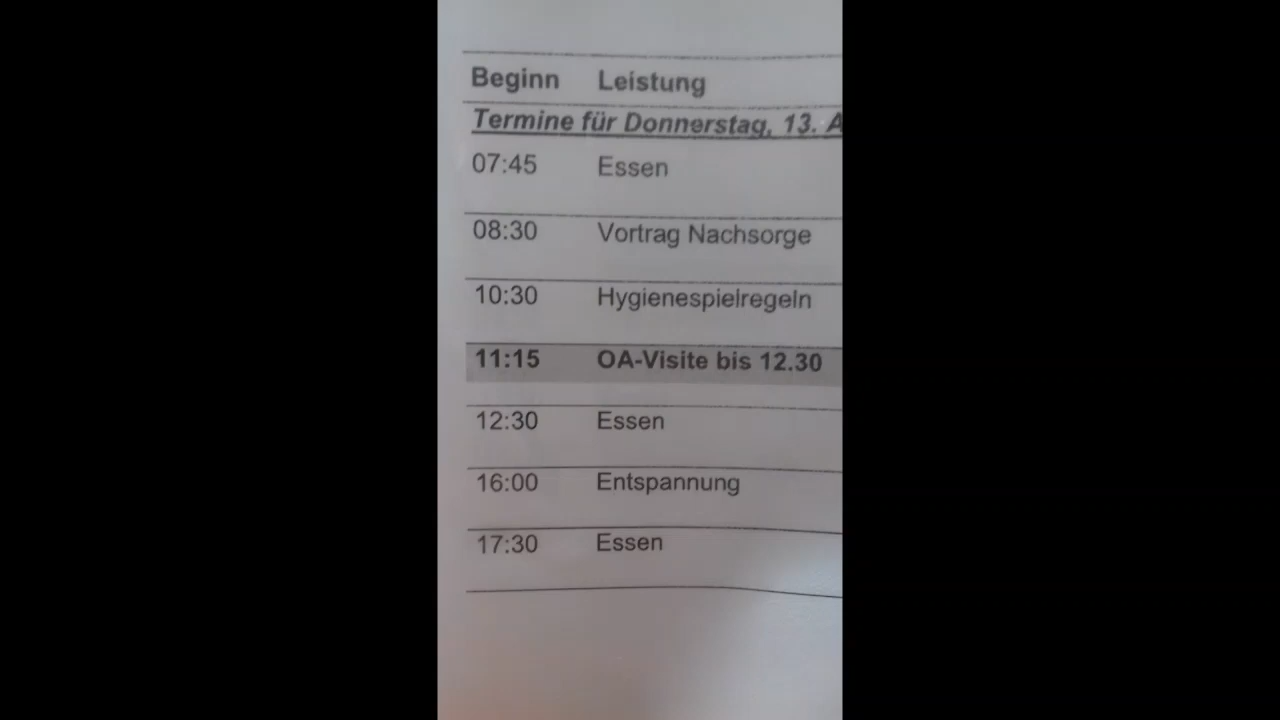 Beginn Leistung
Termine für Donnerstag, 13. A
07:45 Essen
08:30 Vortrag Nachsorge
10:30 Hygienespielregeln
11:15 OA-Visite bis 12.30
12:30 Essen
16:00 Entspannung
17:30 Essen